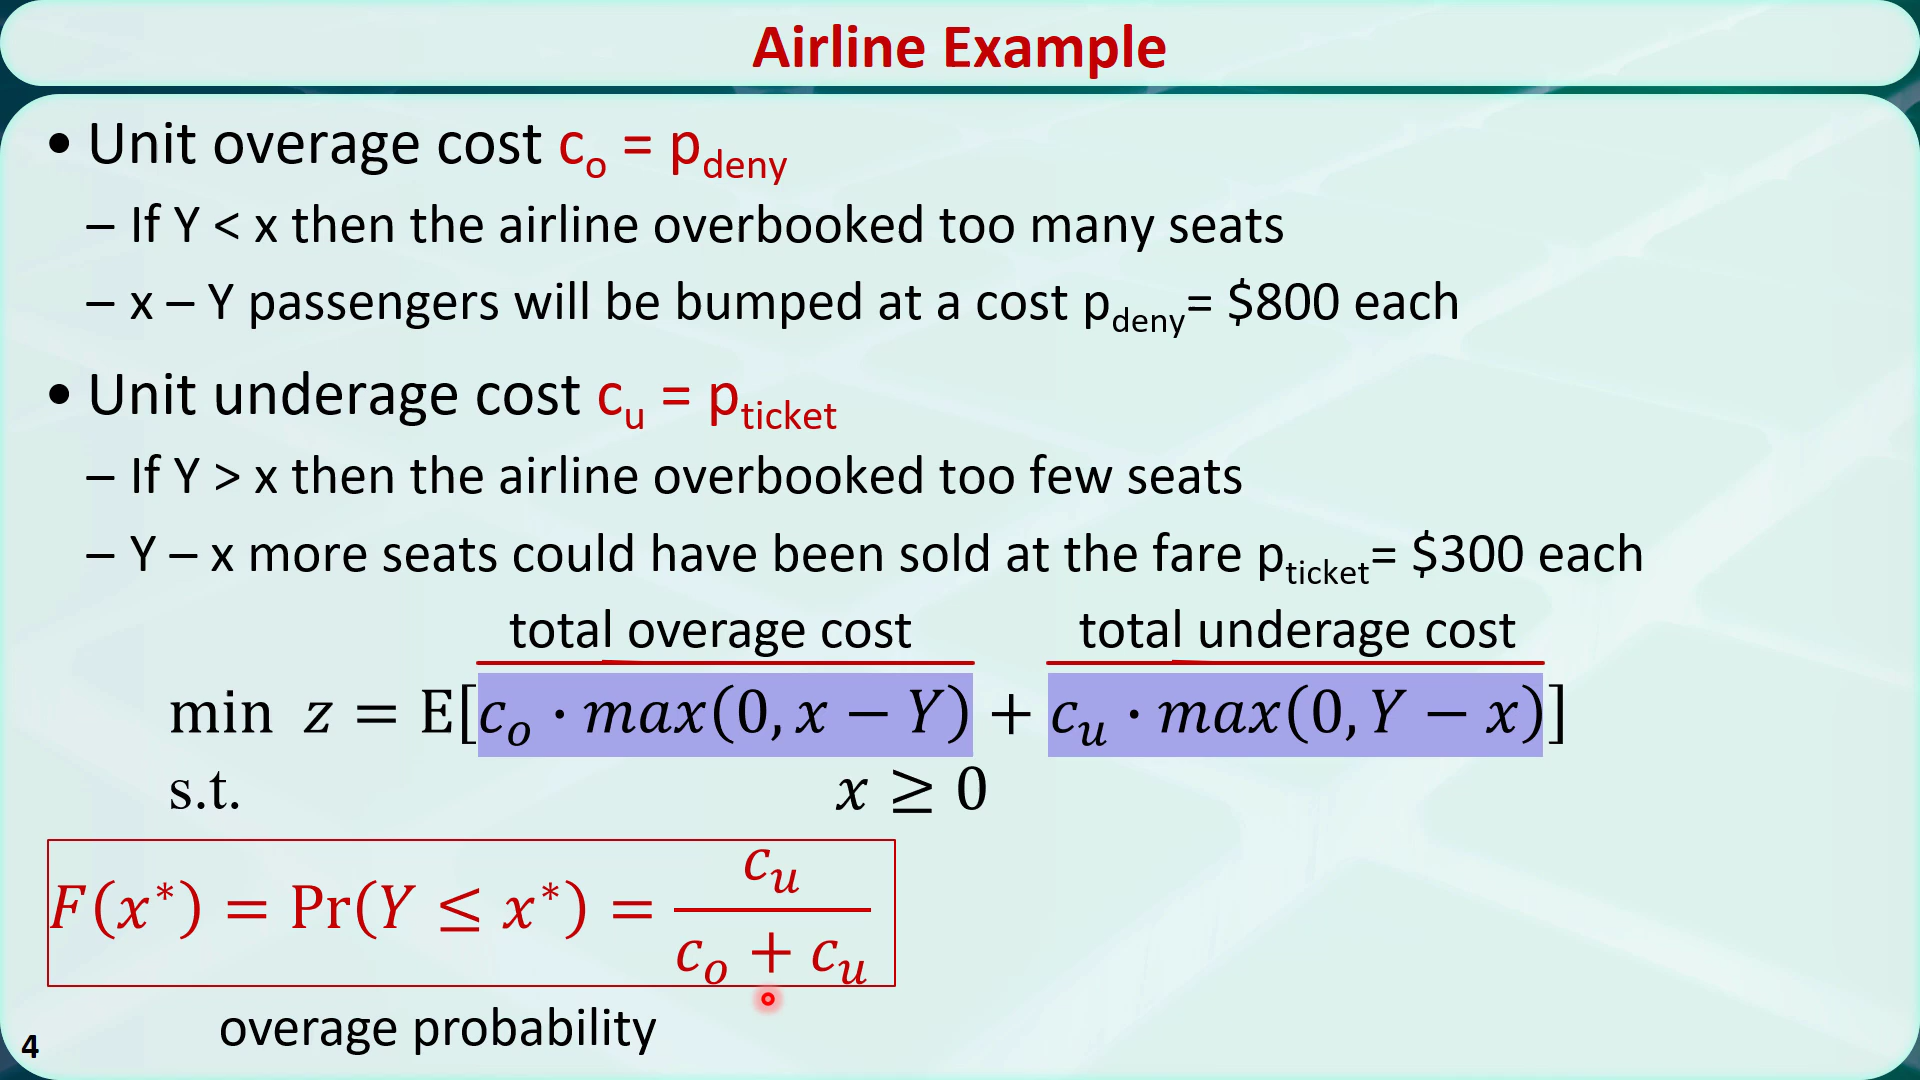 Airline Example
• Unit overage cost c_o = p_deny
– If Y < x then the airline overbooked too many seats
– x – Y passengers will be bumped at a cost p_deny= $800 each
• Unit underage cost c_u = p_ticket
– If Y > x then the airline overbooked too few seats
– Y – x more seats could have been sold at the fare p_ticket= $300 each
total overage cost total underage cost
min z = E[c_o · max(0, x − Y) + c_u · max(0, Y − x)]
s.t. x ≥ 0
F(x*) = Pr(Y ≤ x*) = c_u / (c_o + c_u)
overage probability
4